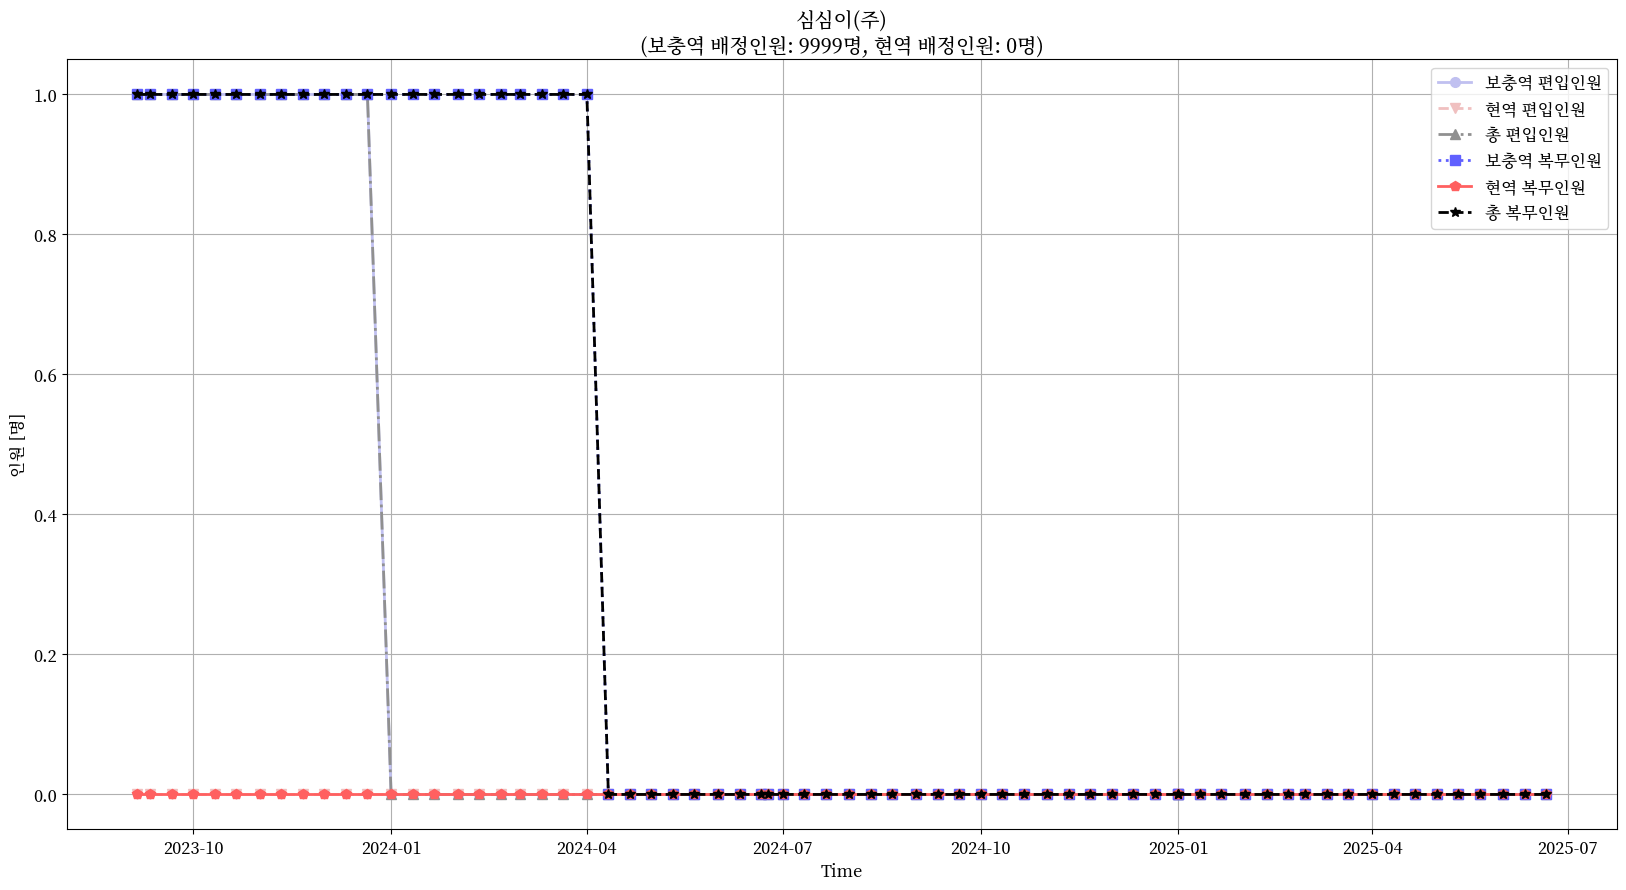 심심이(주)
(보충역 배정인원: 9999명, 현역 배정인원: 0명)
보충역 편입인원
현역 편입인원
총 편입인원
보충역 복무인원
현역 복무인원
총 복무인원
1.0
0.8
0.6
0.4
0.2
0.0
인원 [명]
2023-10
2024-01
2024-04
2024-07
2024-10
2025-01
2025-04
2025-07
Time